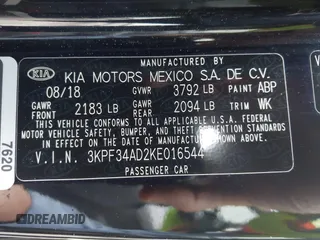 MANUFACTURED BY
KIA KIA MOTORS MEXICO S.A. DE C.V.
08/18 GVWR 3792 LB PAINT ABP
GAWR FRT 2183 LB GAWR RR 2094 LB TRIM WK
THIS VEHICLE CONFORMS TO ALL APPLICABLE U.S. FEDERAL MOTOR
VEHICLE SAFETY, BUMPER, AND THEFT PREVENTION STANDARDS
IN EFFECT ON THE DATE OF MANUFACTURE SHOWN ABOVE.
V.I.N. 3KPF34AD2KE016544
PASSENGER CAR
7620
DREAMBID